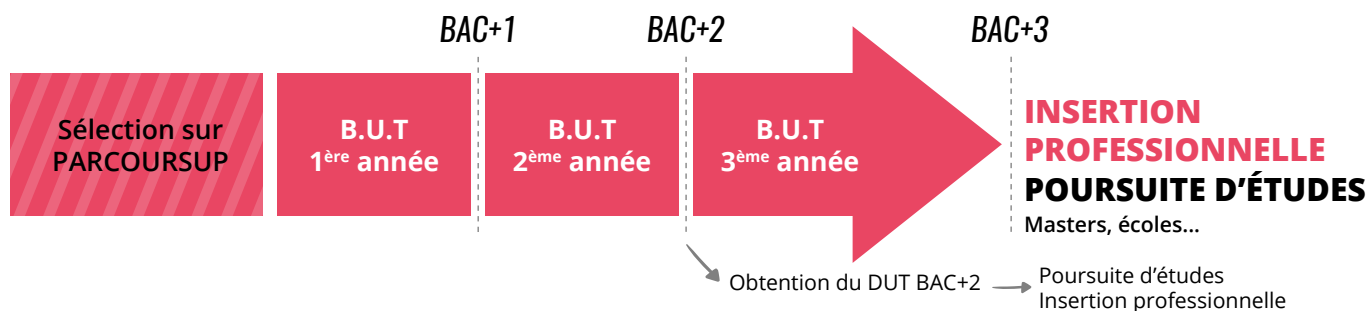 BAC+1
BAC+2
BAC+3
Sélection sur
PARCOURSUP
B.U.T
1ère année
B.U.T
2ème année
B.U.T
3ème année
INSERTION
PROFESSIONNELLE
POURSUITE D’ÉTUDES
Masters, écoles...
Obtention du DUT BAC+2
Poursuite d’études
Insertion professionnelle